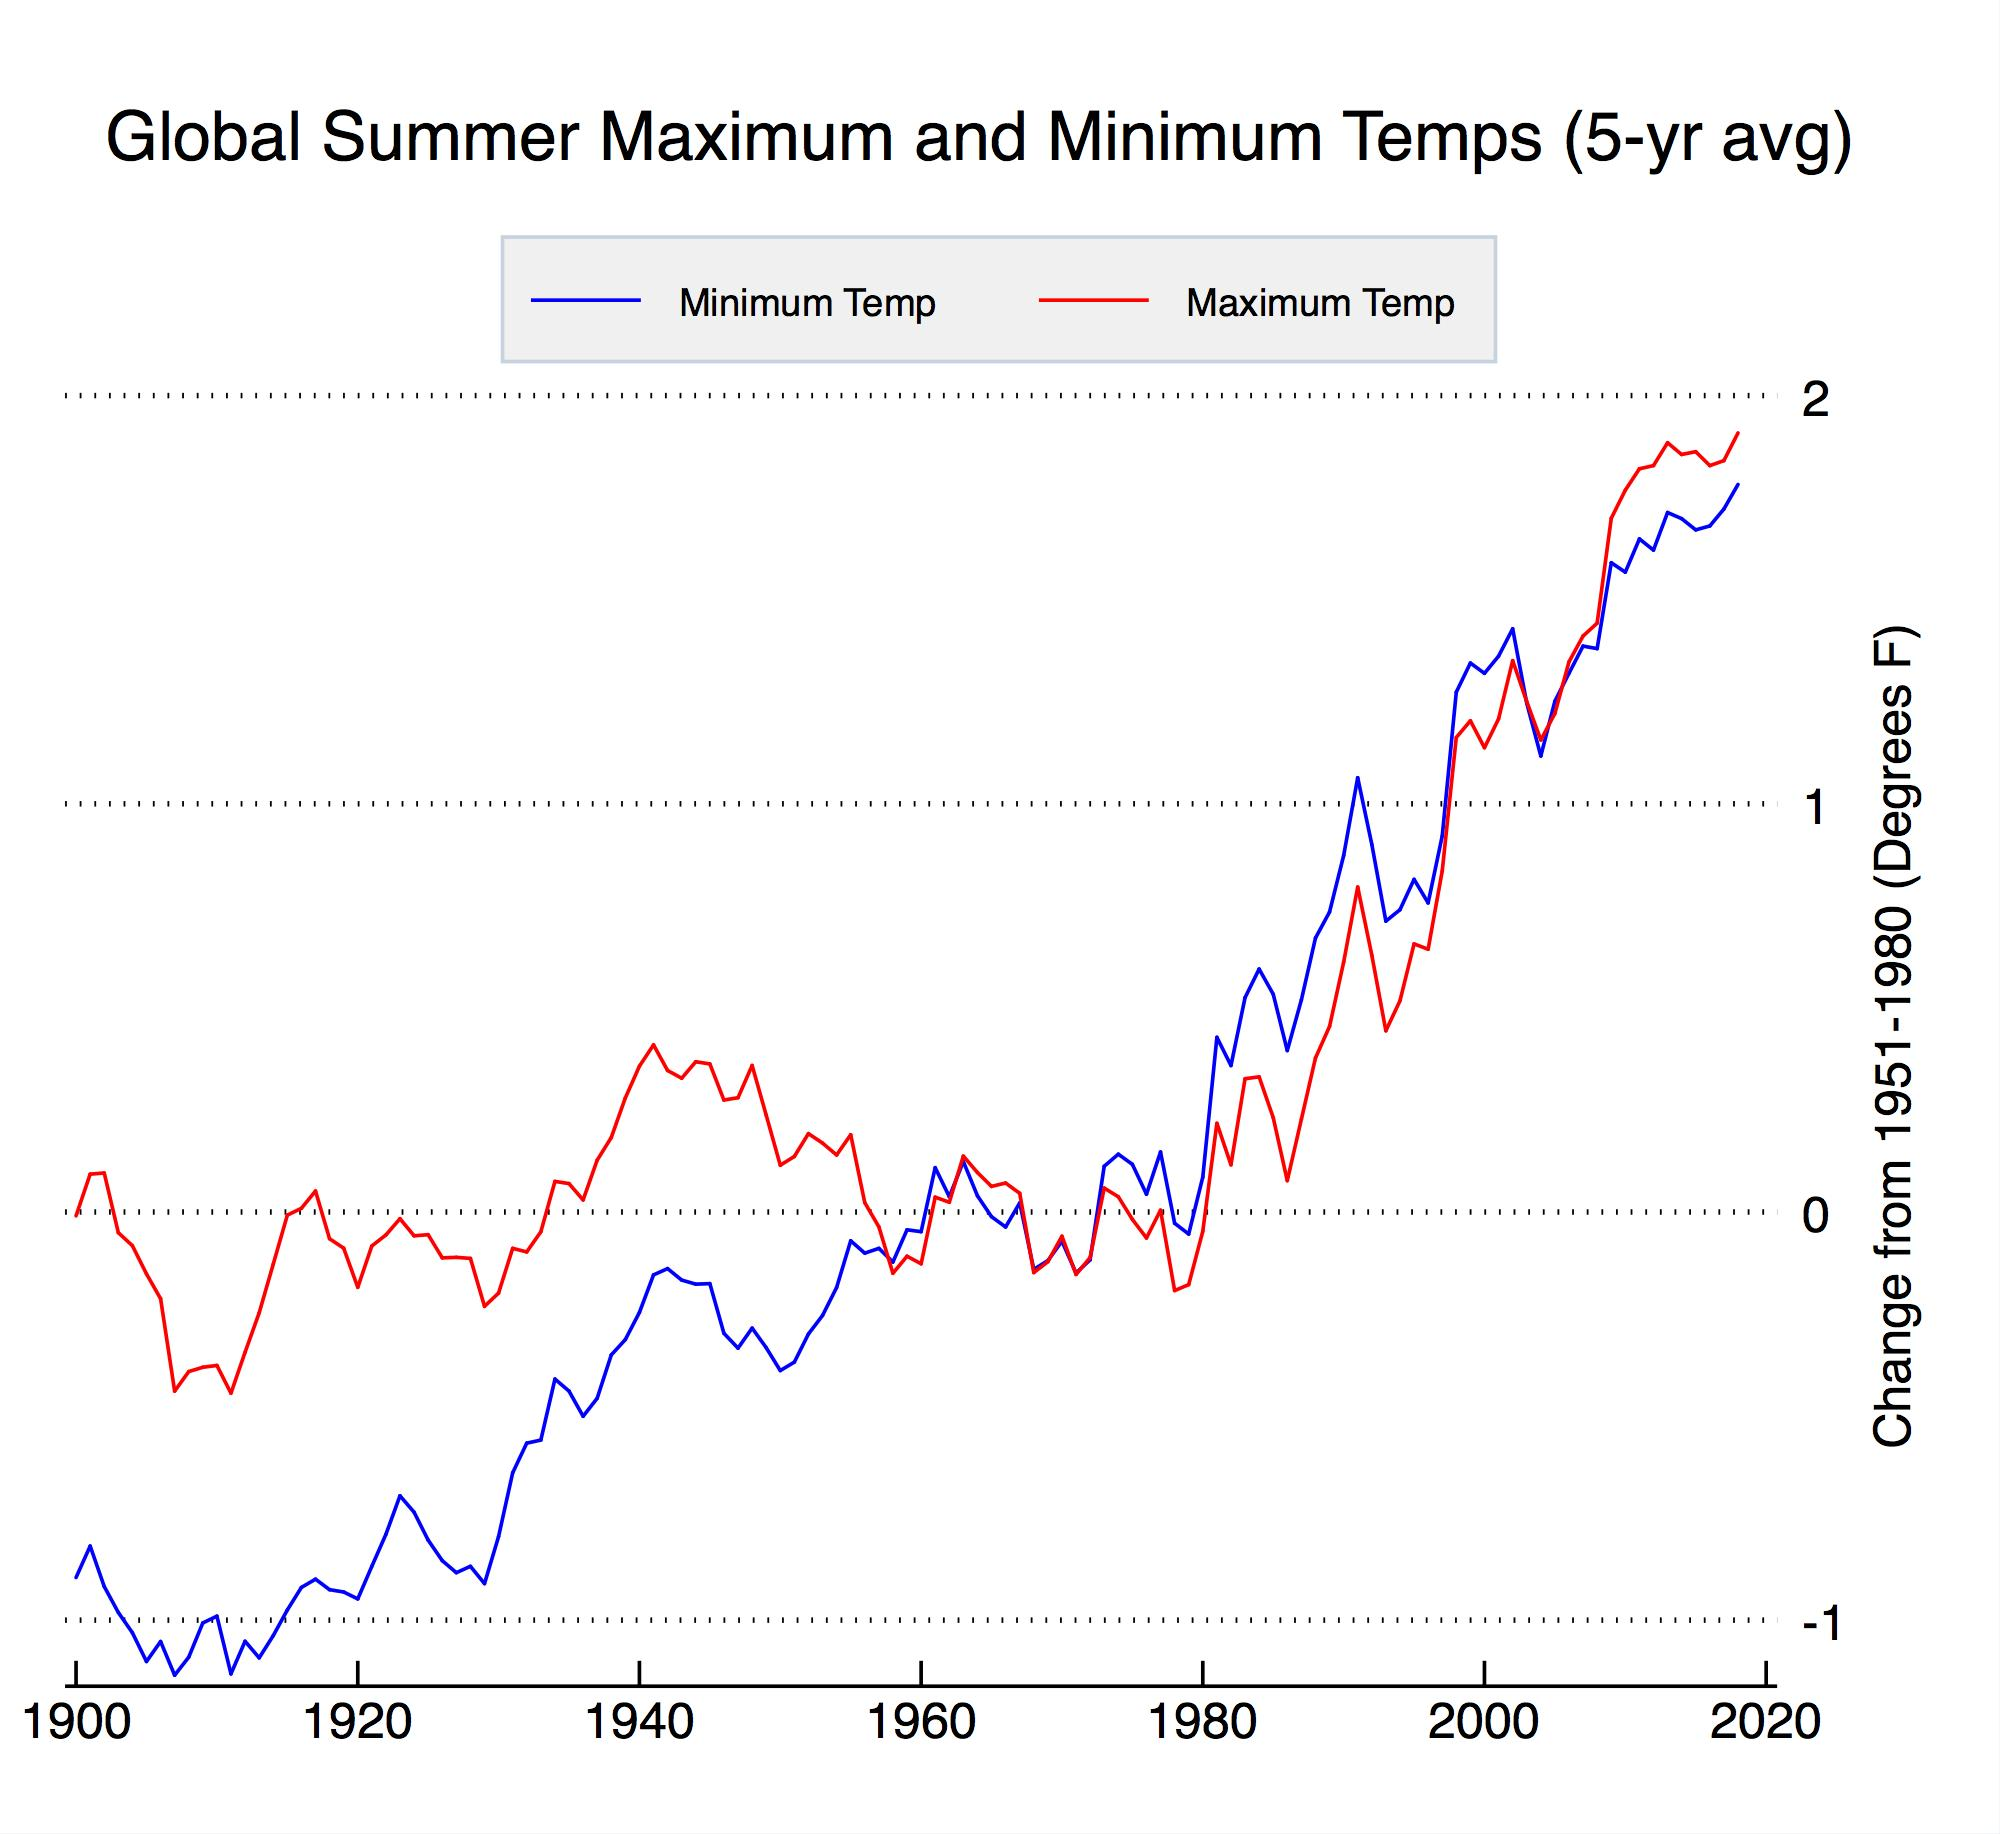 Global Summer Maximum and Minimum Temps (5-yr avg)
Minimum Temp
Maximum Temp
2
1
0
-1
Change from 1951-1980 (Degrees F)
1900
1920
1940
1960
1980
2000
2020